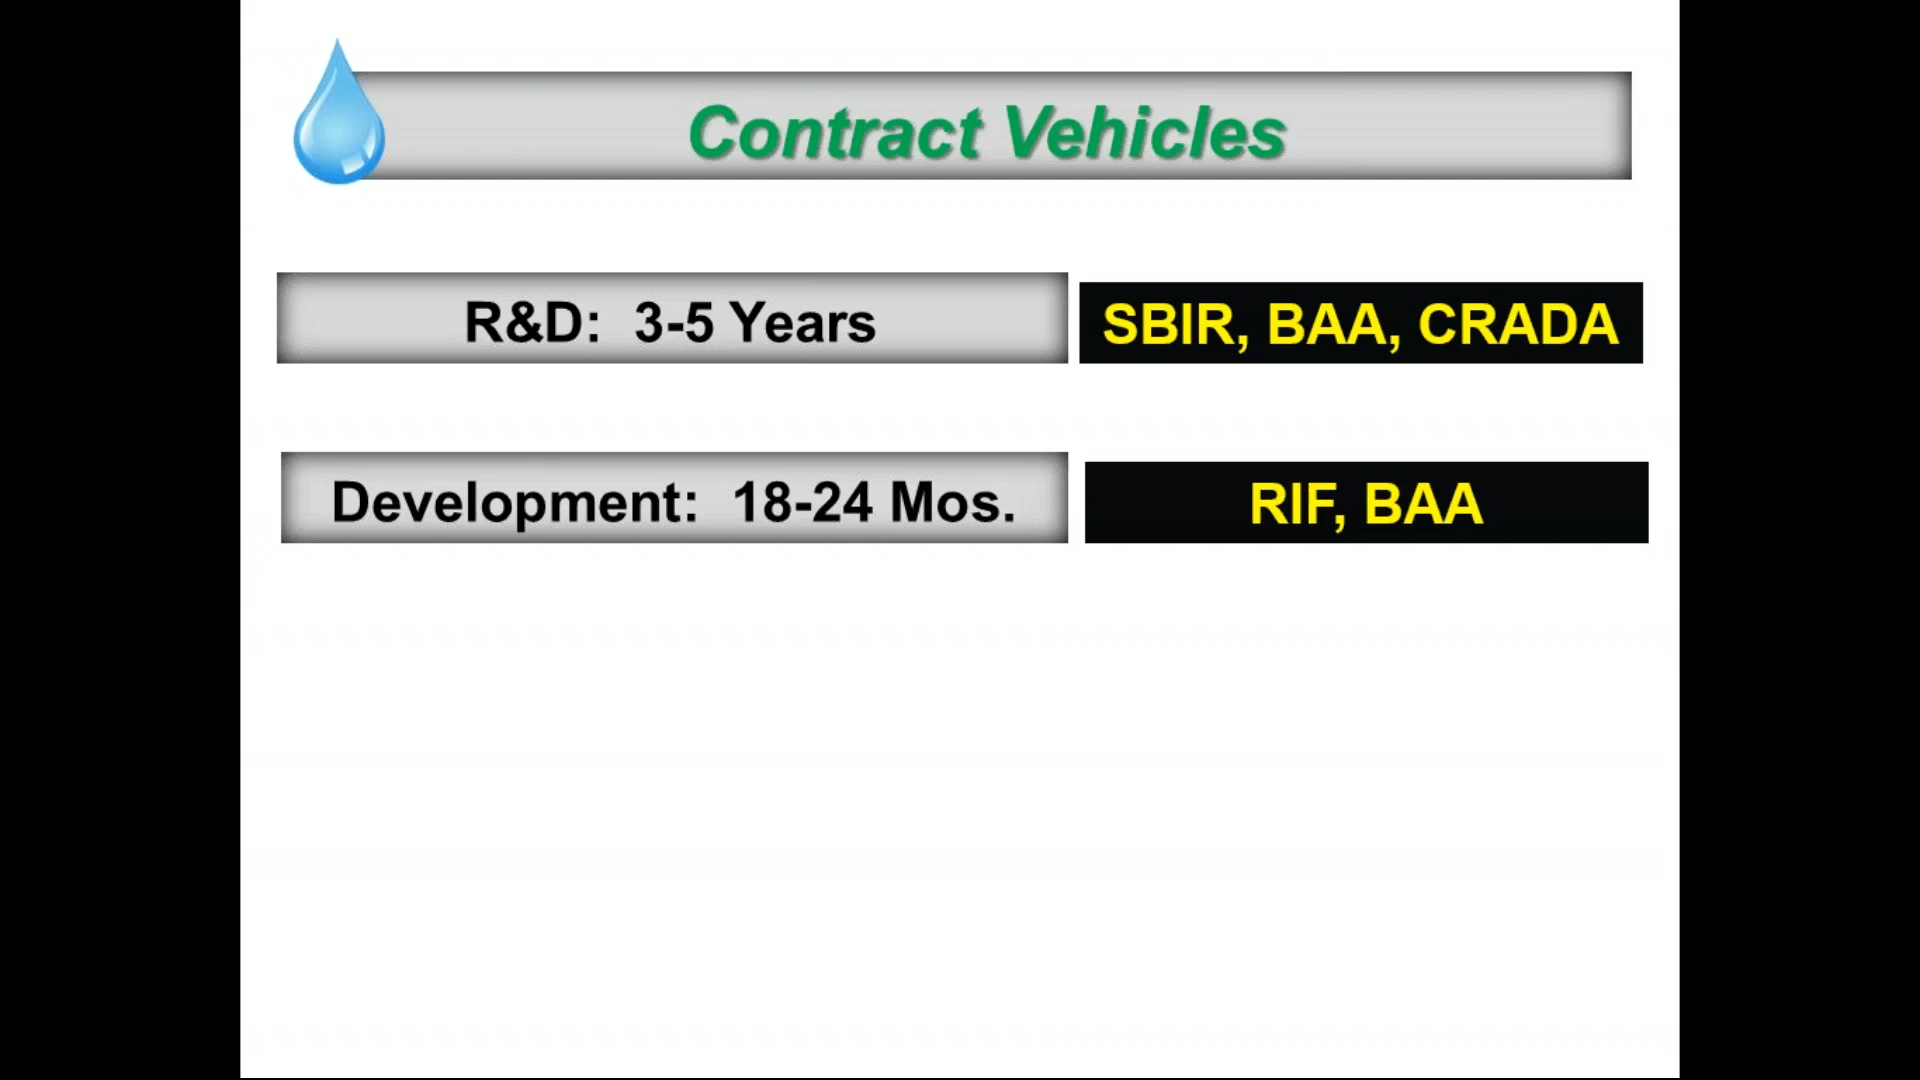 Contract Vehicles
R&D: 3-5 Years
SBIR, BAA, CRADA
Development: 18-24 Mos.
RIF, BAA